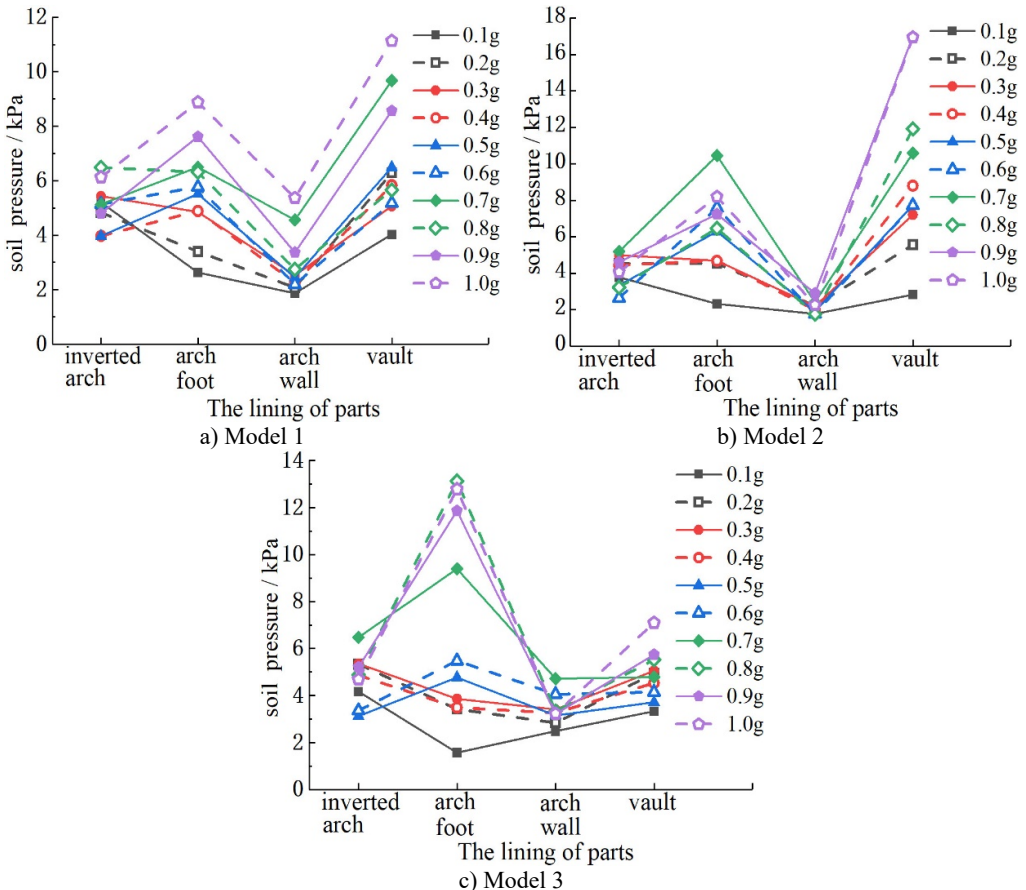 12
10
8
6
4
2
0
soil pressure / kPa
inverted arch
arch foot
arch wall
vault
The lining of parts
0.1g
0.2g
0.3g
0.4g
0.5g
0.6g
0.7g
0.8g
0.9g
1.0g
a) Model 1
18
16
14
12
10
8
6
4
2
0
soil pressure / kPa
inverted arch
arch foot
arch wall
vault
The lining of parts
0.1g
0.2g
0.3g
0.4g
0.5g
0.6g
0.7g
0.8g
0.9g
1.0g
b) Model 2
14
12
10
8
6
4
2
0
soil pressure / kPa
inverted arch
arch foot
arch wall
vault
The lining of parts
0.1g
0.2g
0.3g
0.4g
0.5g
0.6g
0.7g
0.8g
0.9g
1.0g
c) Model 3